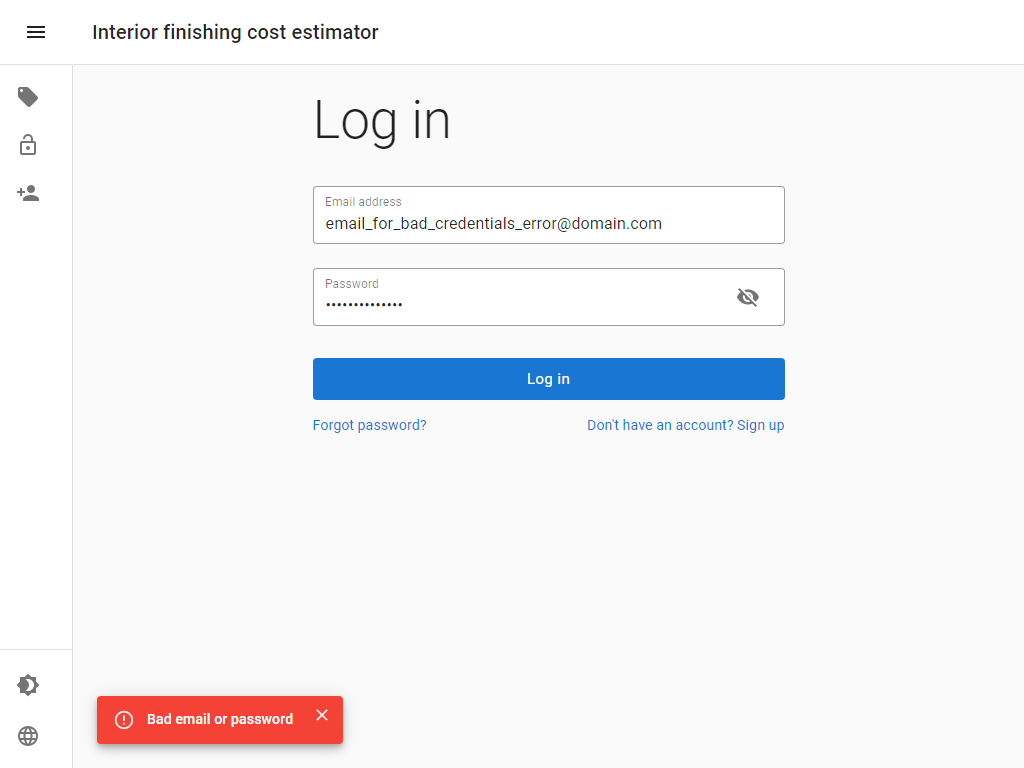 Interior finishing cost estimator
Log in
Email address
email_for_bad_credentials_error@domain.com
Password
••••••••••••••
Log in
Forgot password?
Don't have an account? Sign up
Bad email or password